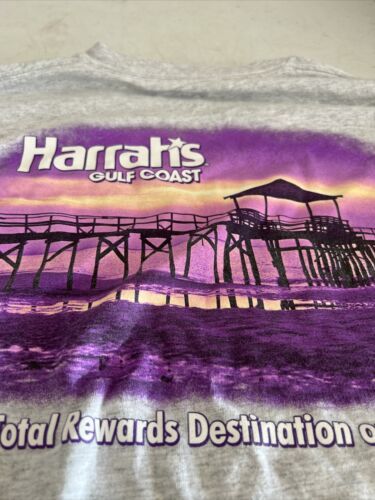 Harrah's
GULF COAST
Total Rewards Destination o